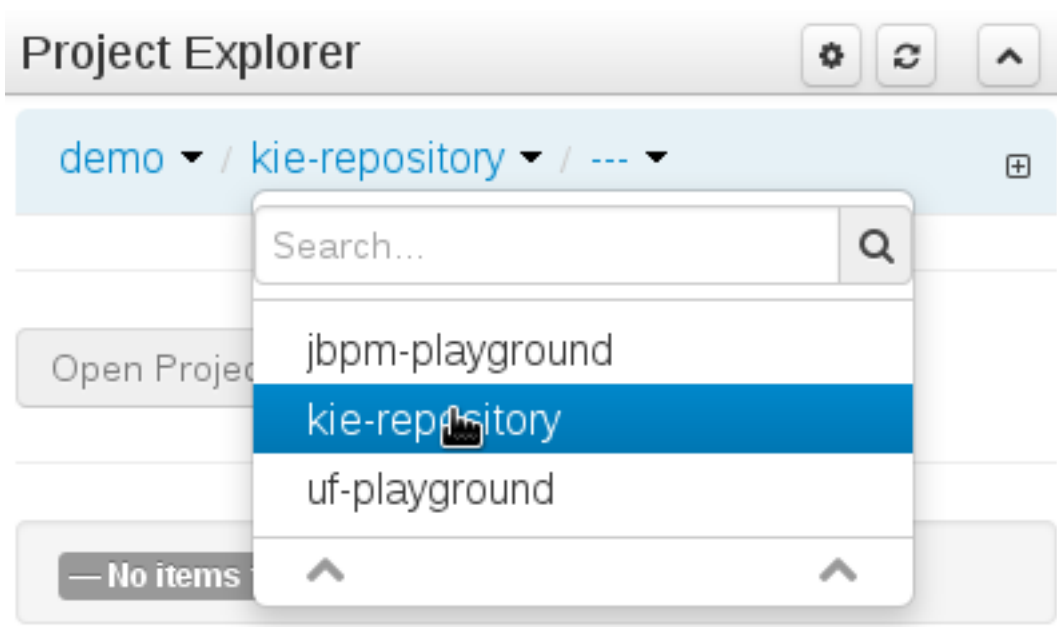 Project Explorer
demo / kie-repository / ---
Search...
jbpm-playground
Open Projec
kie-repository
uf-playground
— No items